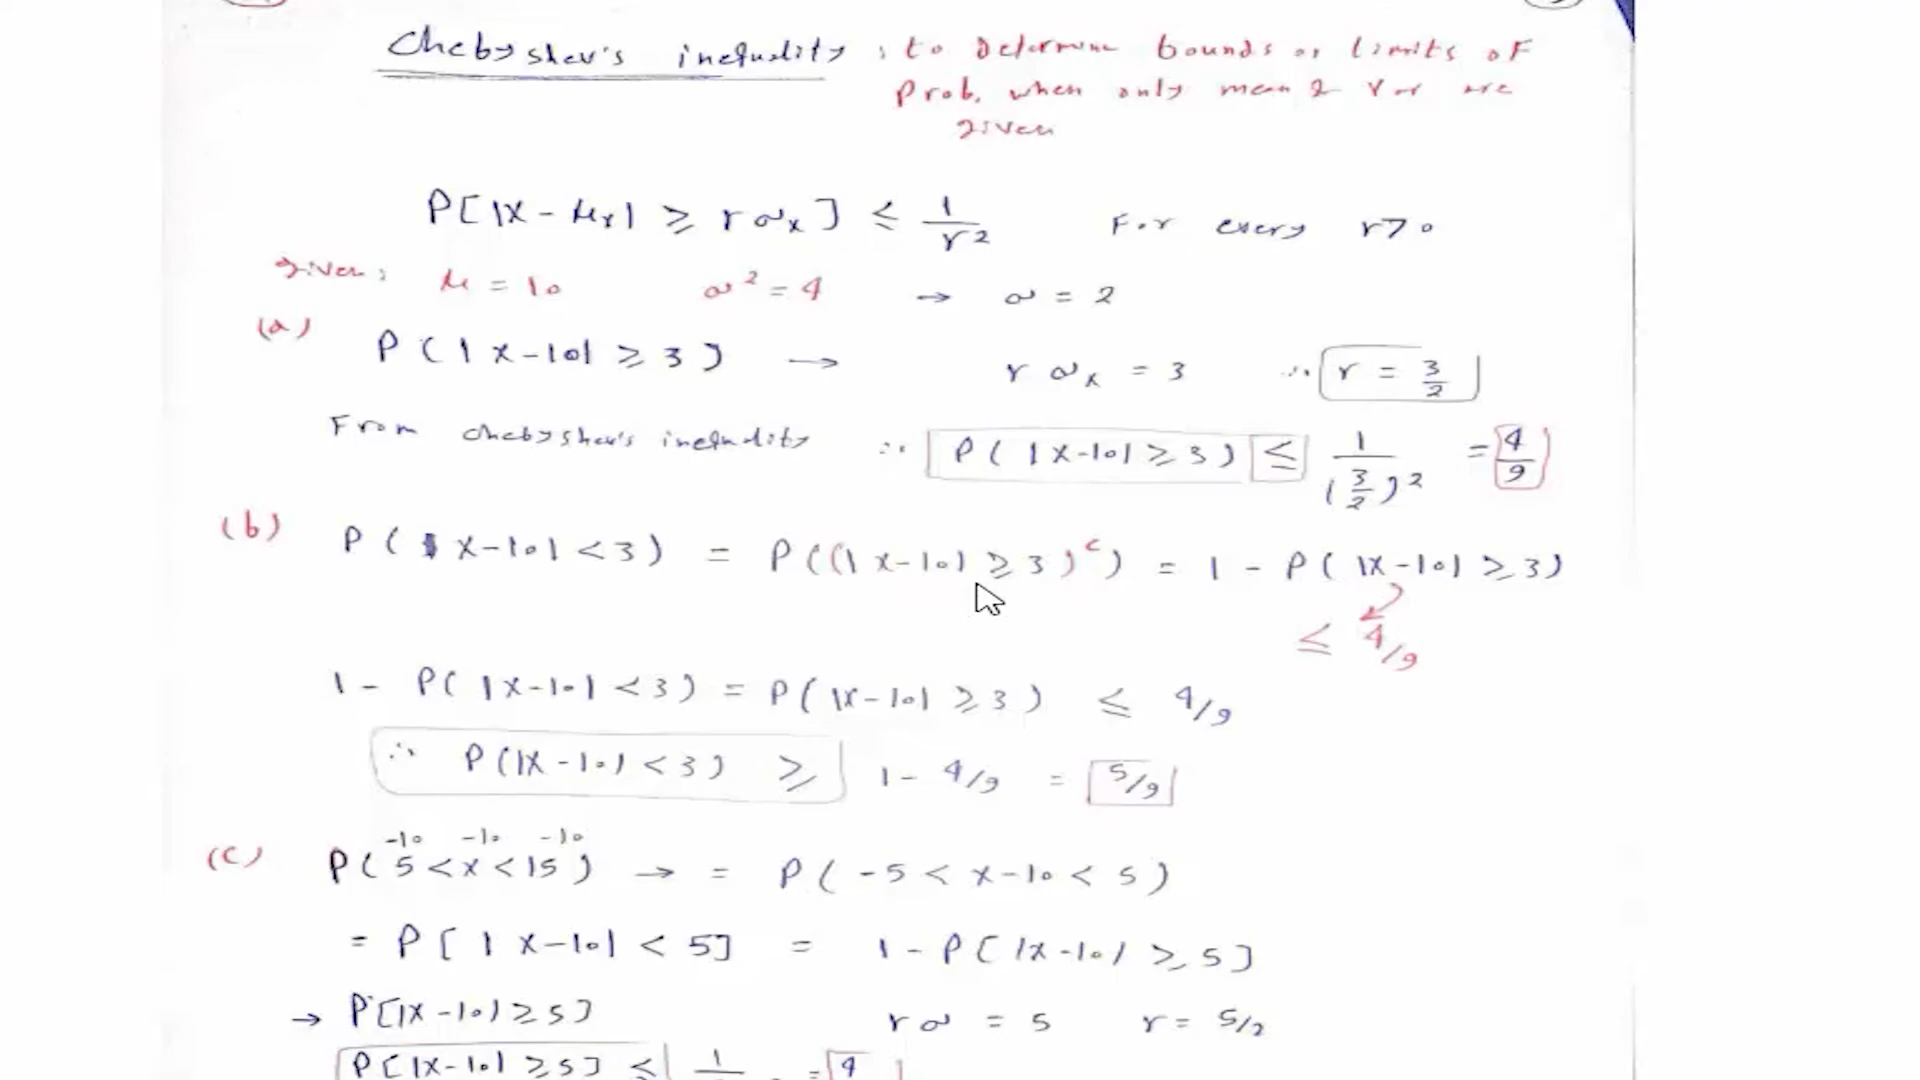 Chebyshev's inequality : to determine bounds or limits of
Prob. when only mean & Var are
given
P[|X - μx| ≥ r σx] ≤ 1/r² For every r>0
given: μ = 10 σ² = 4 → σ = 2
(a) P(|X-10| ≥ 3) → r σx = 3 ∴ r = 3/2
From chebyshev's inequality ∴ P(|X-10| ≥ 3) ≤ 1/(3/2)² = 4/9
(b) P(|X-10| < 3) = P((|X-10| ≥ 3)ᶜ) = 1 - P(|X-10| ≥ 3)
≤ 4/9
1 - P(|X-10| < 3) = P(|X-10| ≥ 3) ≤ 4/9
∴ P(|X-10| < 3) ≥ 1 - 4/9 = 5/9
-10 -10 -10
(c) P(5 < x < 15) → = P(-5 < x-10 < 5)
= P[|X-10| < 5] = 1 - P[|X-10| ≥ 5]
→ P[|X-10| ≥ 5] r σ = 5 r = 5/2
P[|X-10| ≥ 5] ≤ 1 = 4